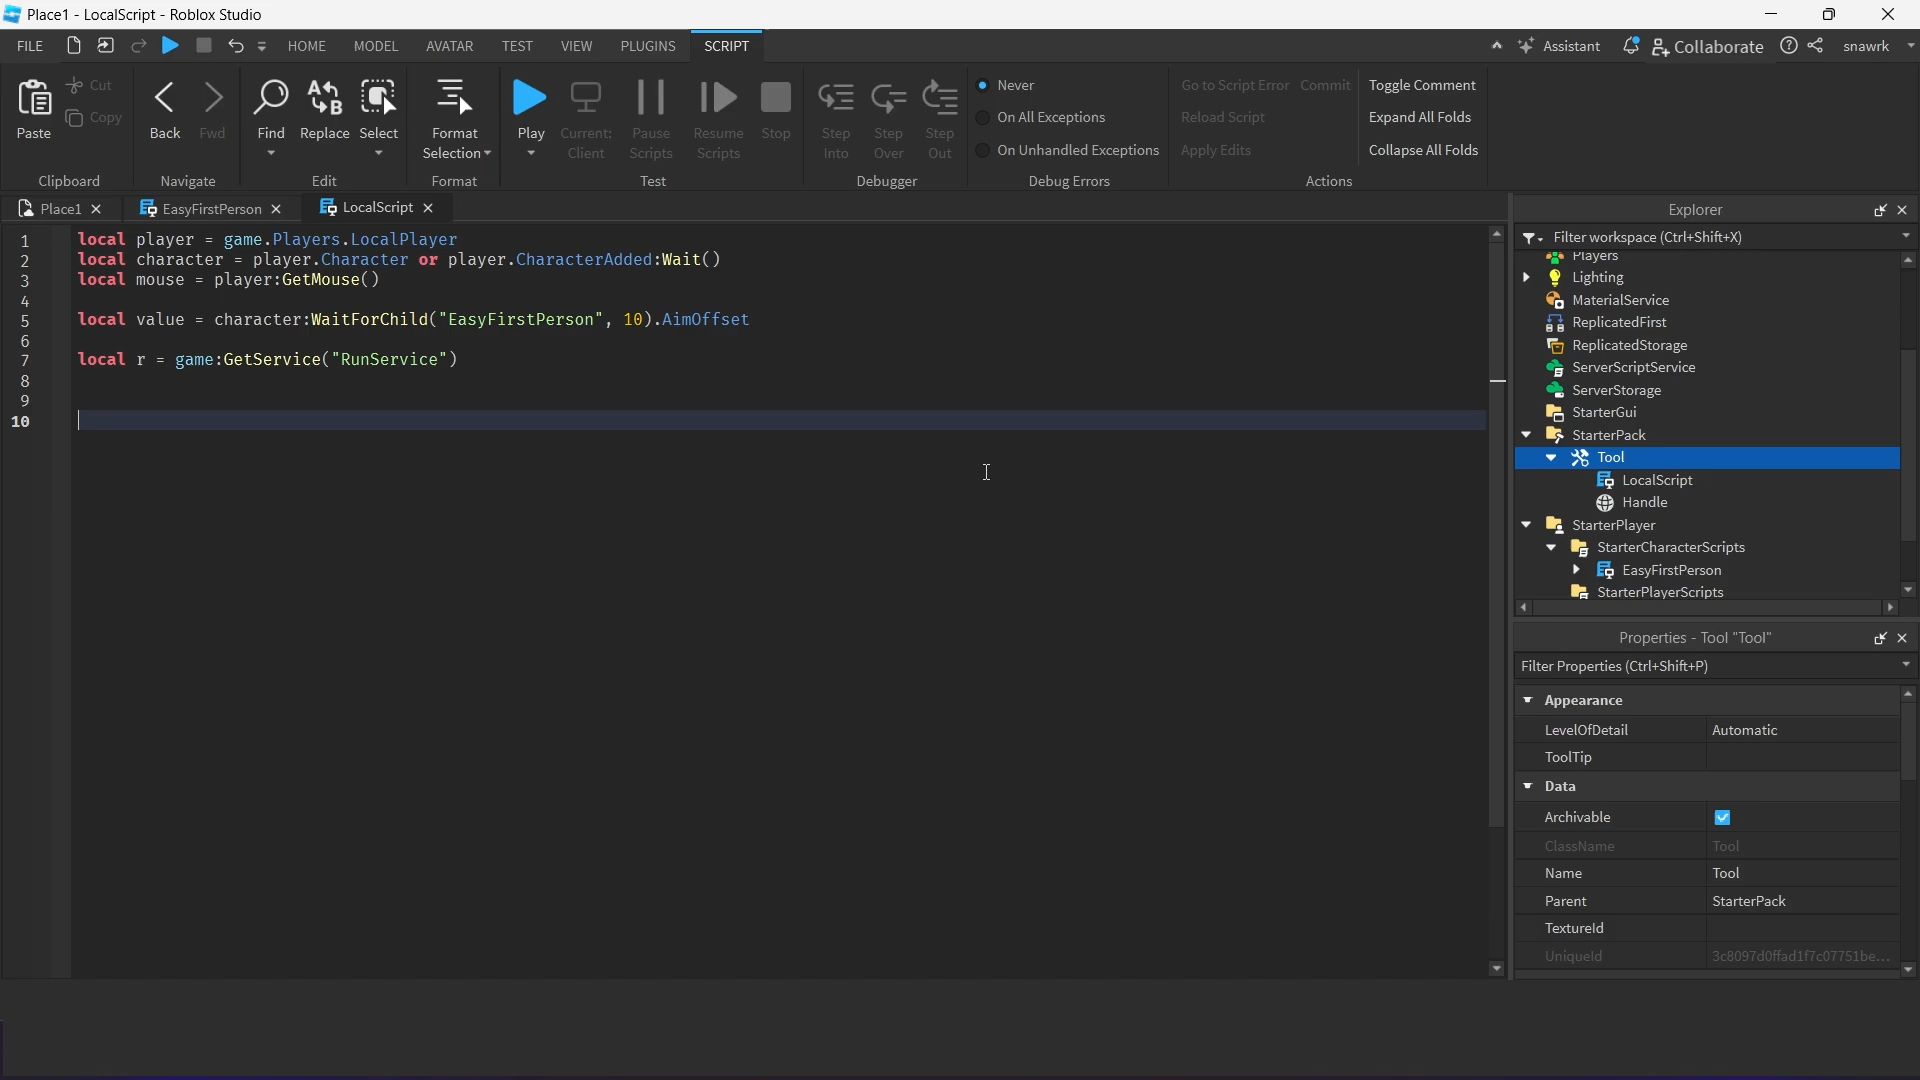 Place1 - LocalScript - Roblox Studio
FILE
HOME
MODEL
AVATAR
TEST
VIEW
PLUGINS
SCRIPT
Assistant
Collaborate
snawrk
Paste
Cut
Copy
Clipboard
Back
Fwd
Navigate
Find
Replace
Select
Edit
Format
Selection
Format
Play
Current:
Client
Pause
Scripts
Resume
Scripts
Stop
Test
Step
Into
Step
Over
Step
Out
Debugger
Never
On All Exceptions
On Unhandled Exceptions
Debug Errors
Go to Script Error
Commit
Reload Script
Apply Edits
Toggle Comment
Expand All Folds
Collapse All Folds
Actions
Place1
EasyFirstPerson
LocalScript
1 local player = game.Players.LocalPlayer
2 local character = player.Character or player.CharacterAdded:Wait()
3 local mouse = player:GetMouse()
4
5 local value = character:WaitForChild("EasyFirstPerson", 10).AimOffset
6
7 local r = game:GetService("RunService")
8
9
10
Explorer
Filter workspace (Ctrl+Shift+X)
Players
Lighting
MaterialService
ReplicatedFirst
ReplicatedStorage
ServerScriptService
ServerStorage
StarterGui
StarterPack
Tool
LocalScript
Handle
StarterPlayer
StarterCharacterScripts
EasyFirstPerson
StarterPlayerScripts
Properties - Tool "Tool"
Filter Properties (Ctrl+Shift+P)
Appearance
LevelOfDetail Automatic
ToolTip
Data
Archivable
ClassName Tool
Name Tool
Parent StarterPack
TextureId
UniqueId 3c8097d0ffad1f7c07751be...